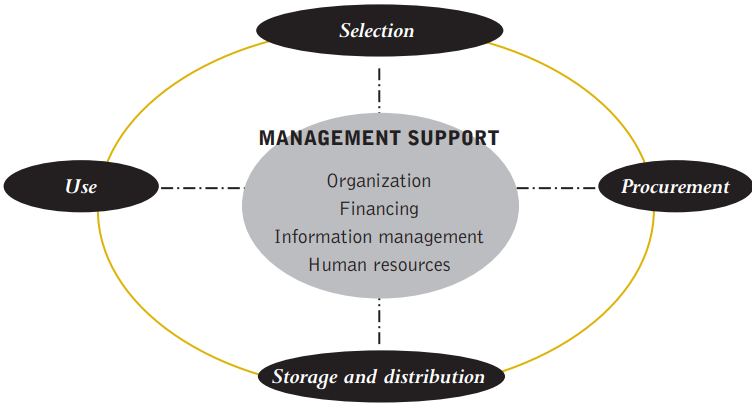 Selection
MANAGEMENT SUPPORT
Organization
Use
Procurement
Financing
Information management
Human resources
Storage and distribution